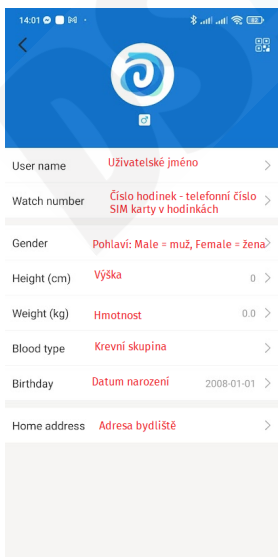 14:01
User name Uživatelské jméno
Watch number Číslo hodinek - telefonní číslo
SIM karty v hodinkách
Gender Pohlaví: Male = muž, Female = žena
Height (cm) Výška 0
Weight (kg) Hmotnost 0.0
Blood type Krevní skupina
Birthday Datum narození 2008-01-01
Home address Adresa bydliště